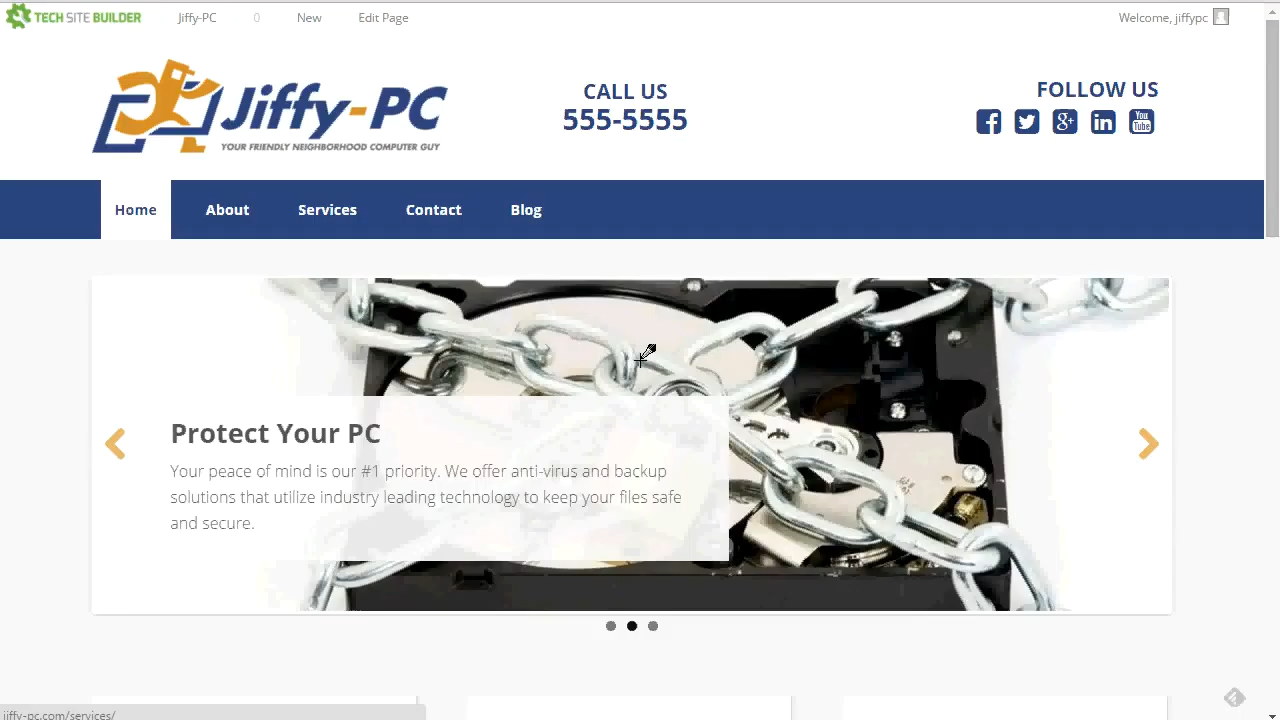 TECH SITE BUILDER Jiffy-PC 0 New Edit Page Welcome, jiffypc
Jiffy-PC
YOUR FRIENDLY NEIGHBORHOOD COMPUTER GUY
CALL US
555-5555
FOLLOW US
g+ in You Tube
Home About Services Contact Blog
Protect Your PC
Your peace of mind is our #1 priority. We offer anti-virus and backup
solutions that utilize industry leading technology to keep your files safe
and secure.
jiffy-pc.com/services/